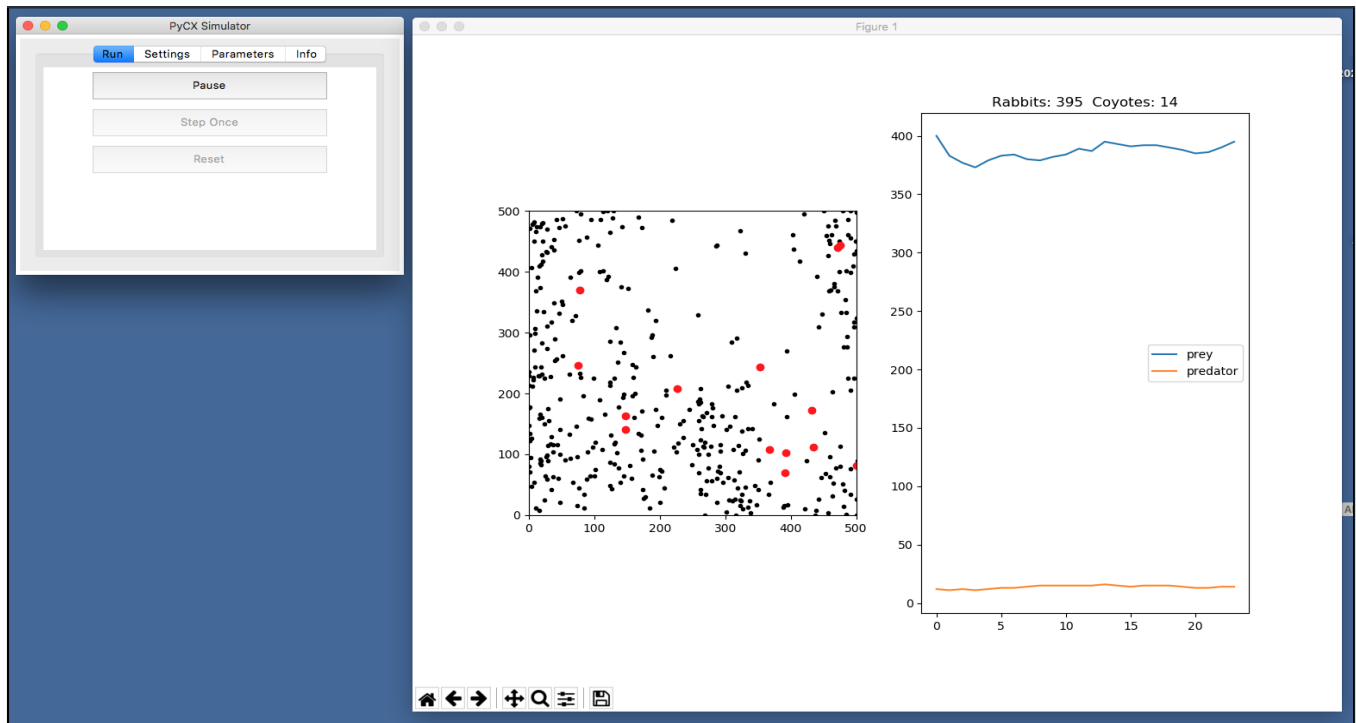 PyCX Simulator
Run Settings Parameters Info
Pause
Step Once
Reset
Figure 1
Rabbits: 395 Coyotes: 14
400
350
300
250
200
150
100
50
0
0 5 10 15 20
prey
predator
500
400
300
200
100
0
0 100 200 300 400 500